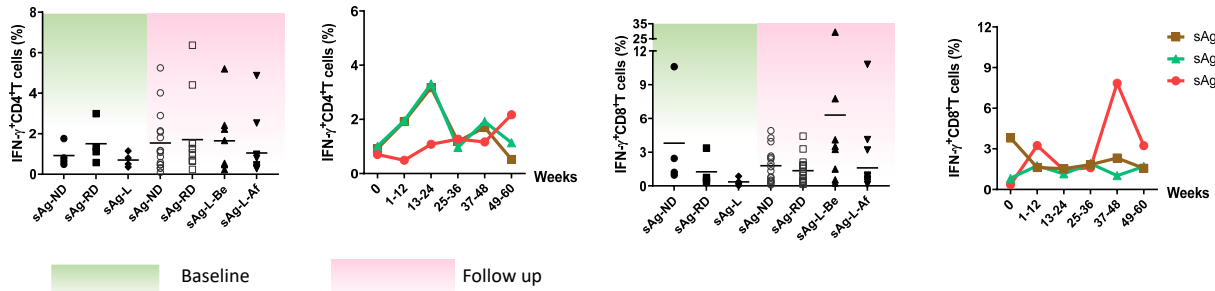 IFN-γ⁺CD4⁺T cells (%)
8
6
4
2
0
sAg-ND
sAg-RD
sAg-L
sAg-ND
sAg-RD
sAg-L-Be
sAg-L-Af
IFN-γ⁺CD4⁺T cells (%)
6
4
2
0
0
1-12
13-24
25-36
37-48
49-60
Weeks
IFN-γ⁺CD8⁺T cells (%)
35
25
12
9
6
3
0
sAg-ND
sAg-RD
sAg-L
sAg-ND
sAg-RD
sAg-L-Be
sAg-L-Af
IFN-γ⁺CD8⁺T cells (%)
12
9
6
3
0
0
1-12
13-24
25-36
37-48
49-60
Weeks
sAg
sAg
sAg
Baseline
Follow up